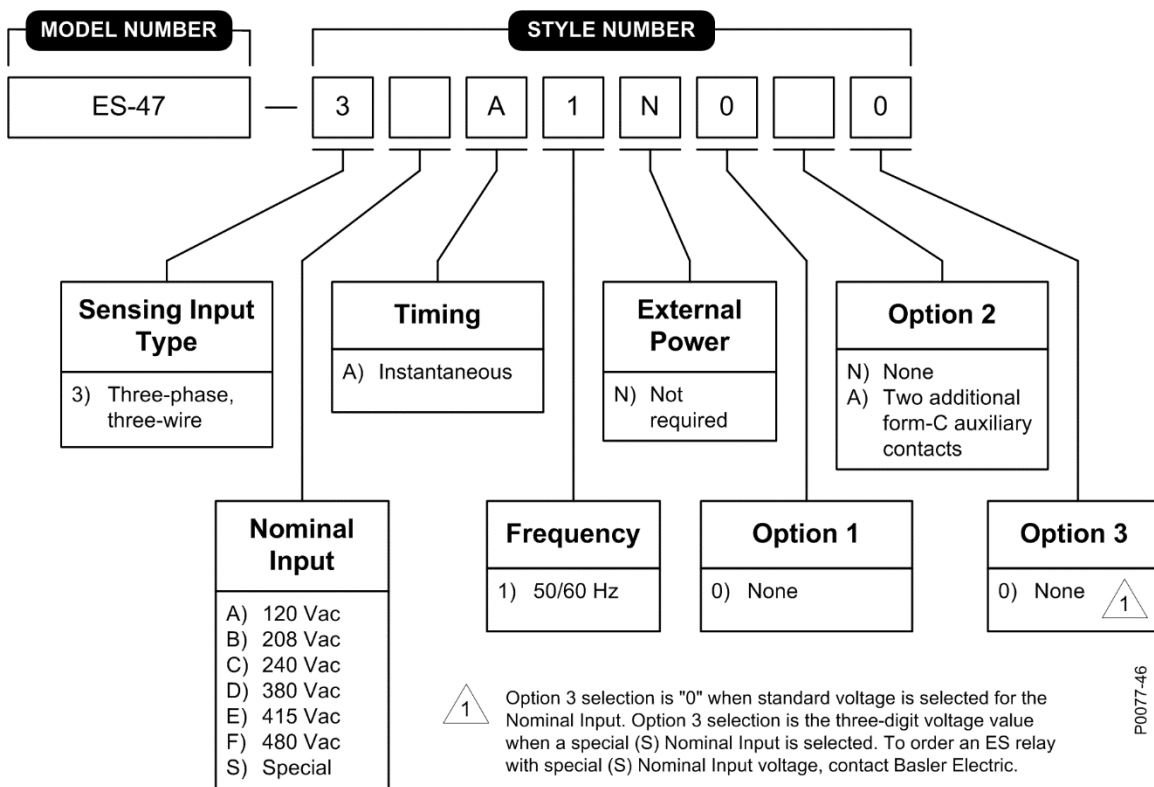 MODEL NUMBER
STYLE NUMBER
ES-47 — 3 A 1 N 0 0
Sensing Input
Type
3) Three-phase,
three-wire
Timing
A) Instantaneous
External
Power
N) Not
required
Option 2
N) None
A) Two additional
form-C auxiliary
contacts
Nominal
Input
A) 120 Vac
B) 208 Vac
C) 240 Vac
D) 380 Vac
E) 415 Vac
F) 480 Vac
S) Special
Frequency
1) 50/60 Hz
Option 1
0) None
Option 3
0) None 1
1 Option 3 selection is "0" when standard voltage is selected for the
Nominal Input. Option 3 selection is the three-digit voltage value
when a special (S) Nominal Input is selected. To order an ES relay
with special (S) Nominal Input voltage, contact Basler Electric.
P0077-46